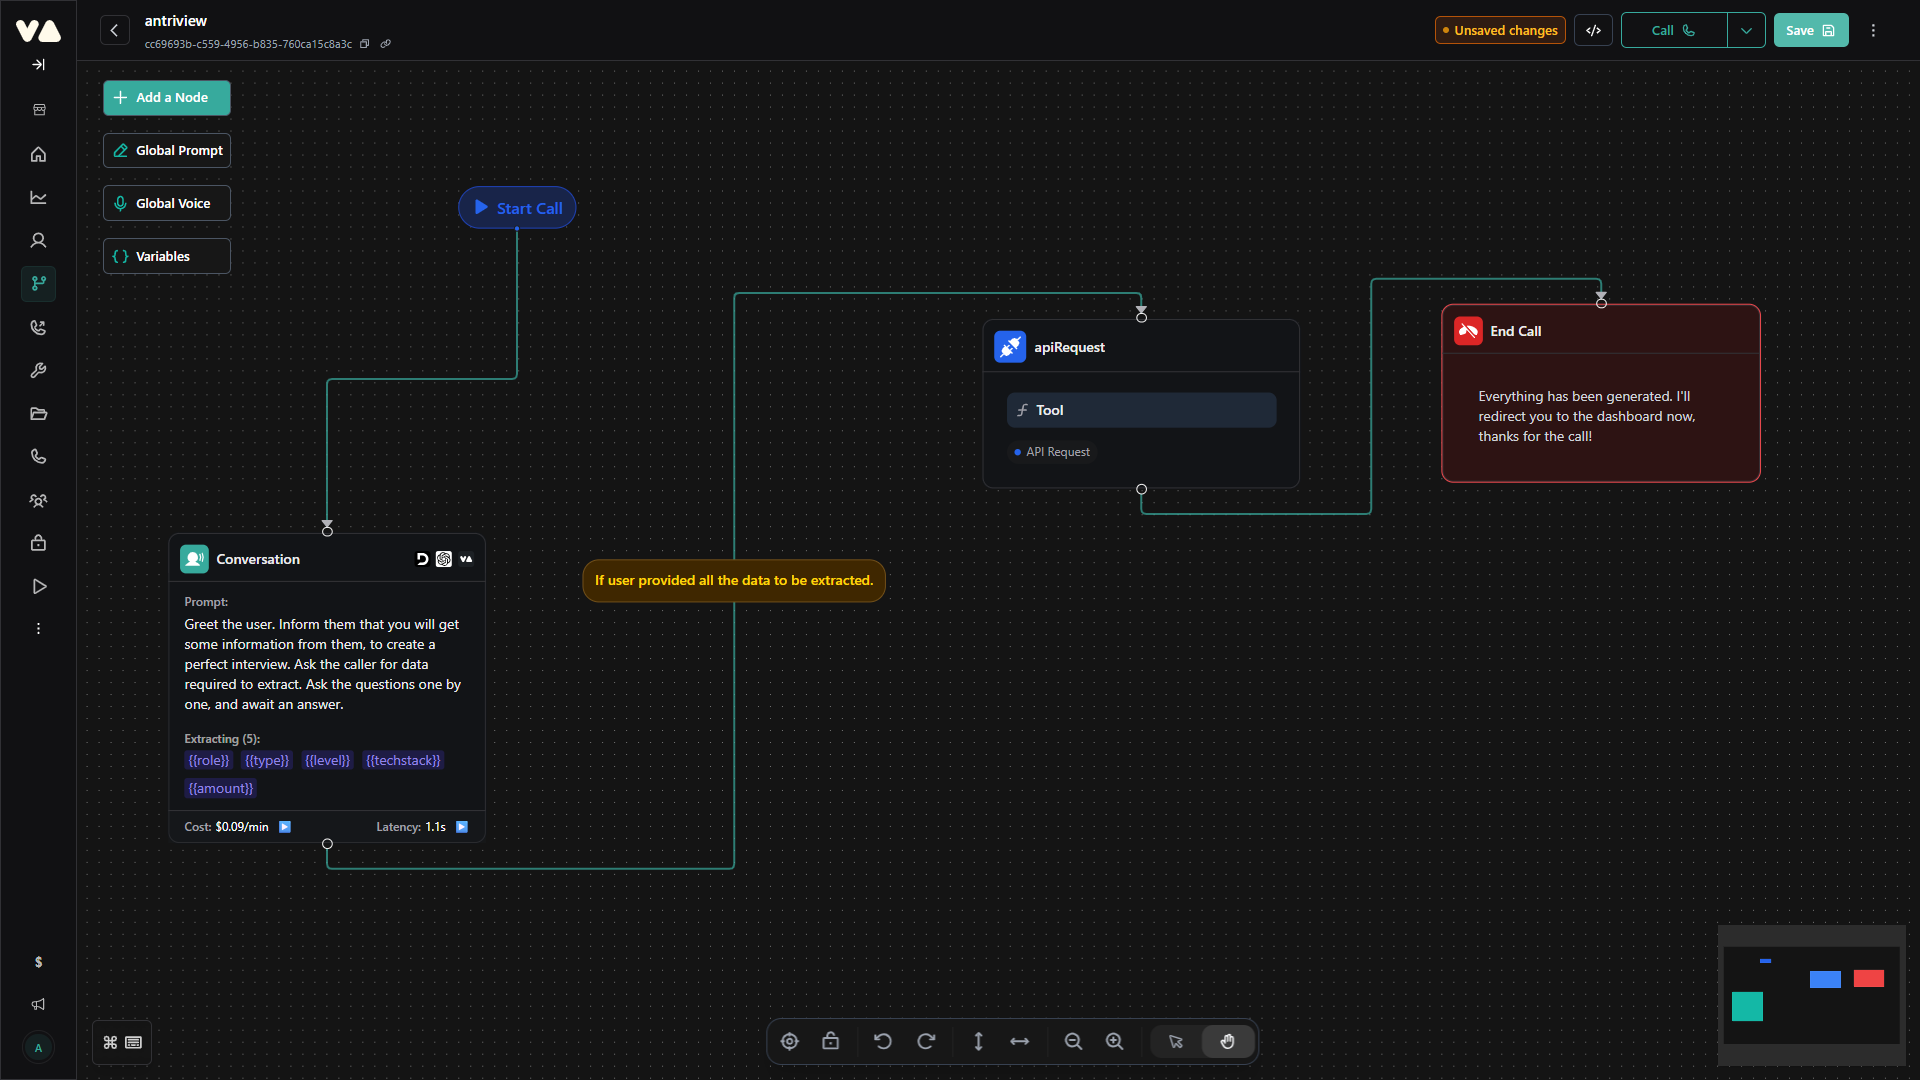 antriview
cc69693b-c559-4956-b835-760ca15c8a3c
Unsaved changes
Call
Save
Add a Node
Global Prompt
Global Voice
Variables
Start Call
apiRequest
Tool
API Request
End Call
Everything has been generated. I'll
redirect you to the dashboard now,
thanks for the call!
If user provided all the data to be extracted.
Conversation
Prompt:
Greet the user. Inform them that you will get
some information from them, to create a
perfect interview. Ask the caller for data
required to extract. Ask the questions one by
one, and await an answer.
Extracting (5):
{{role}} {{type}} {{level}} {{techstack}}
{{amount}}
Cost: $0.09/min Latency: 1.1s
$
A